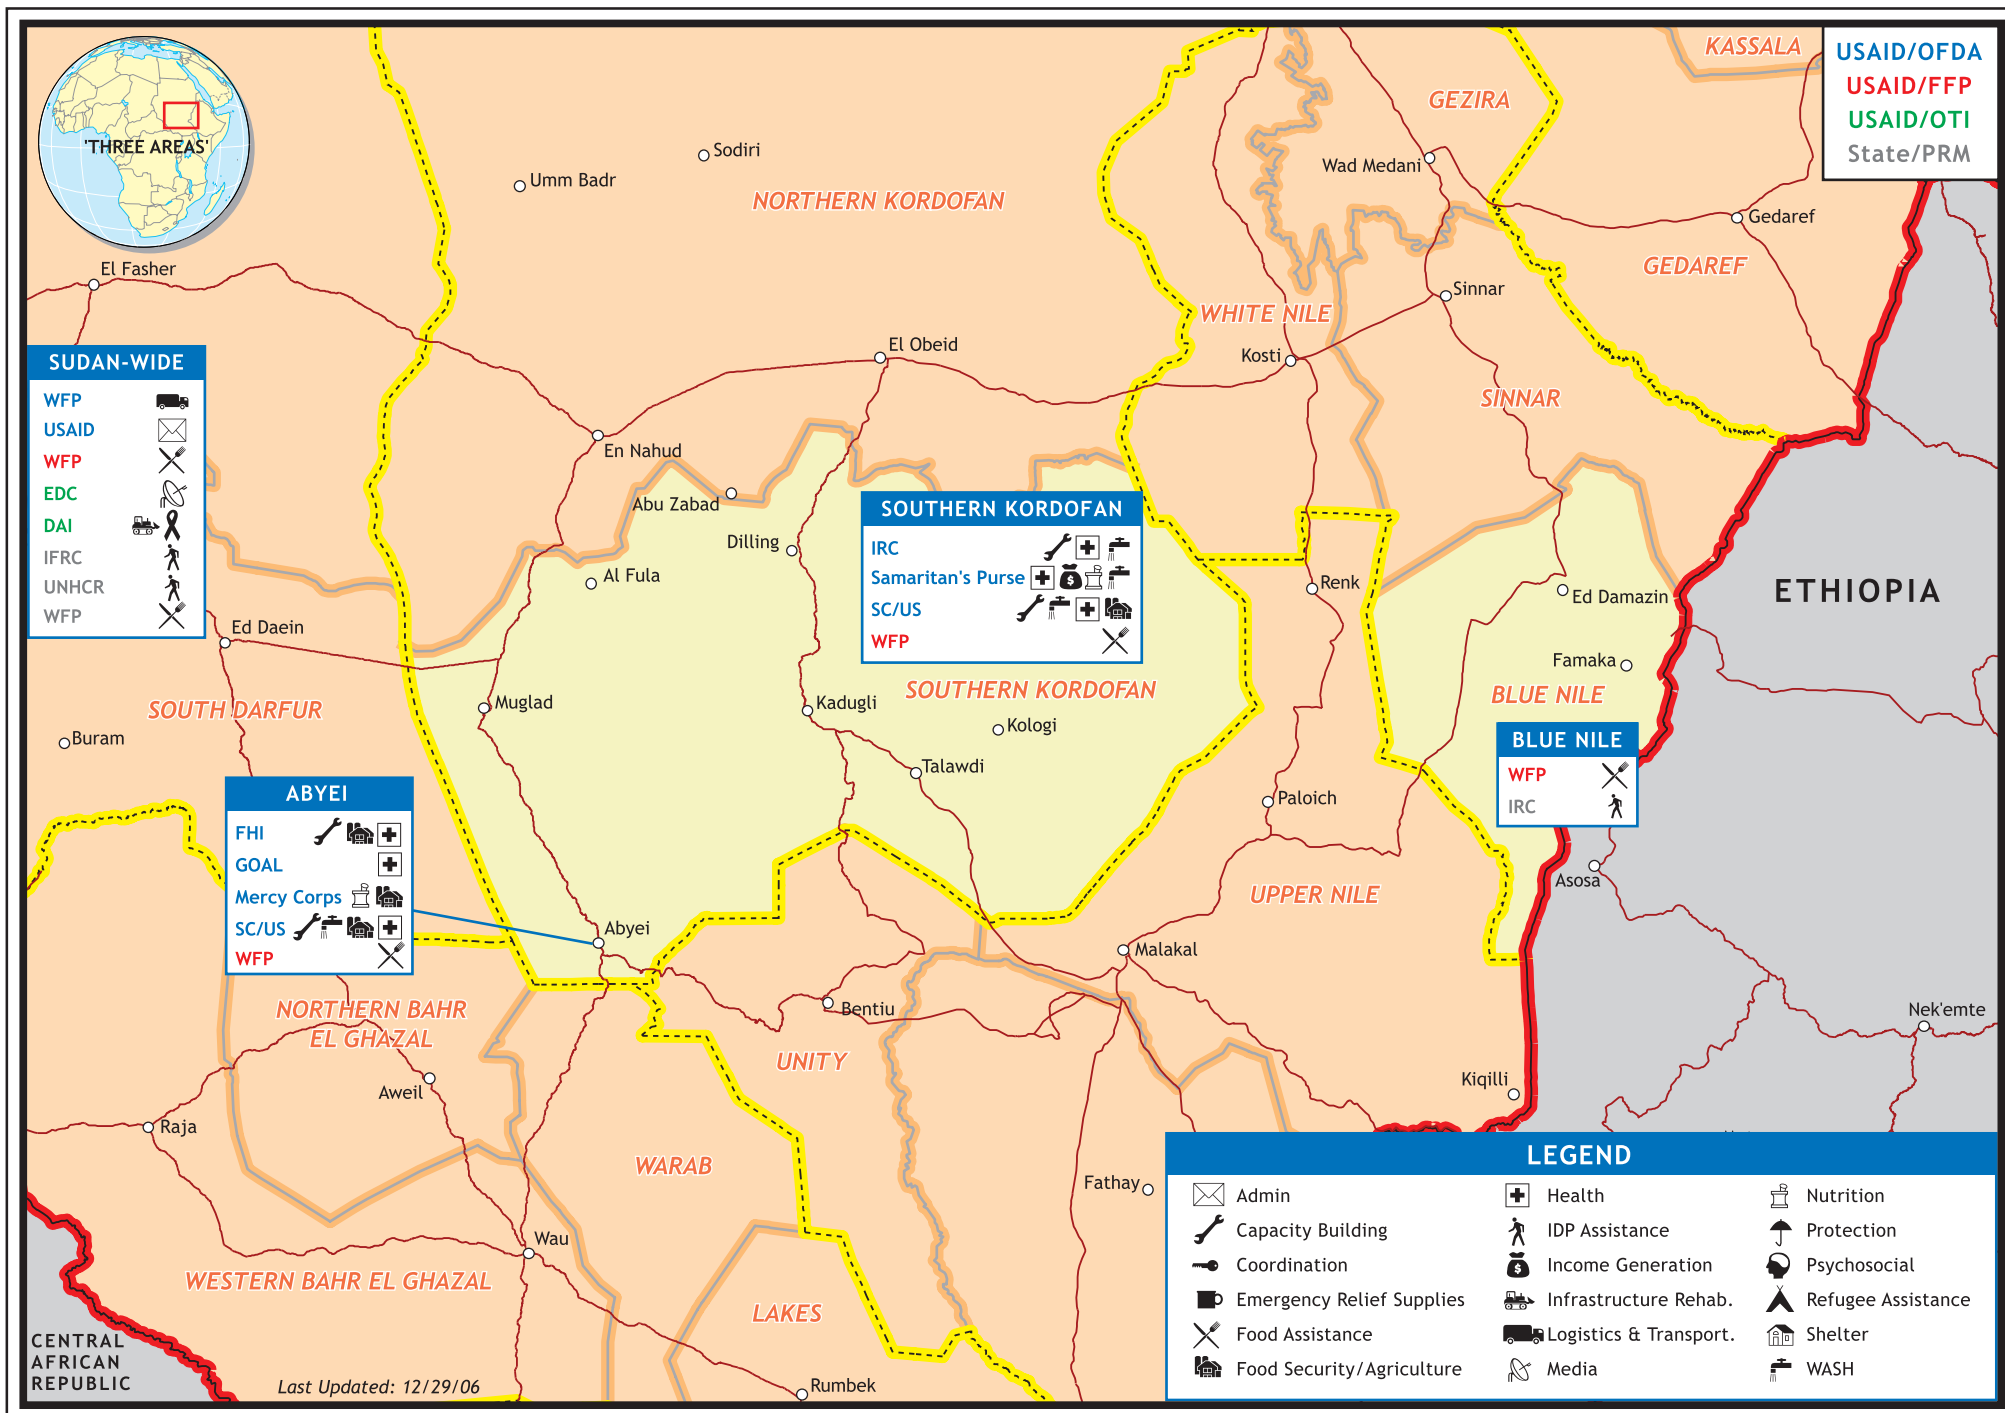 'THREE AREAS'
USAID/OFDA
USAID/FFP
USAID/OTI
State/PRM
KASSALA
GEZIRA
Wad Medani
Sodiri
Umm Badr
NORTHERN KORDOFAN
Gedaref
GEDAREF
El Fasher
Sinnar
WHITE NILE
El Obeid
Kosti
SINNAR
En Nahud
Abu Zabad
Dilling
Al Fula
Renk
Ed Damazin
ETHIOPIA
Ed Daein
Famaka
BLUE NILE
SOUTHERN KORDOFAN
SOUTH DARFUR
Muglad
Kadugli
Kologi
Buram
Talawdi
Paloich
Asosa
UPPER NILE
Abyei
Malakal
Bentiu
Nek'emte
NORTHERN BAHR
EL GHAZAL
UNITY
Kiqilli
Aweil
Raja
WARAB
Fathay
Wau
WESTERN BAHR EL GHAZAL
LAKES
Rumbek
CENTRAL
AFRICAN
REPUBLIC
Last Updated: 12/29/06
SUDAN-WIDE
WFP
USAID
WFP
EDC
DAI
IFRC
UNHCR
WFP
SOUTHERN KORDOFAN
IRC
Samaritan's Purse
SC/US
WFP
ABYEI
FHI
GOAL
Mercy Corps
SC/US
WFP
BLUE NILE
WFP
IRC
LEGEND
Admin
Capacity Building
Coordination
Emergency Relief Supplies
Food Assistance
Food Security/Agriculture
Health
IDP Assistance
Income Generation
Infrastructure Rehab.
Logistics & Transport.
Media
Nutrition
Protection
Psychosocial
Refugee Assistance
Shelter
WASH